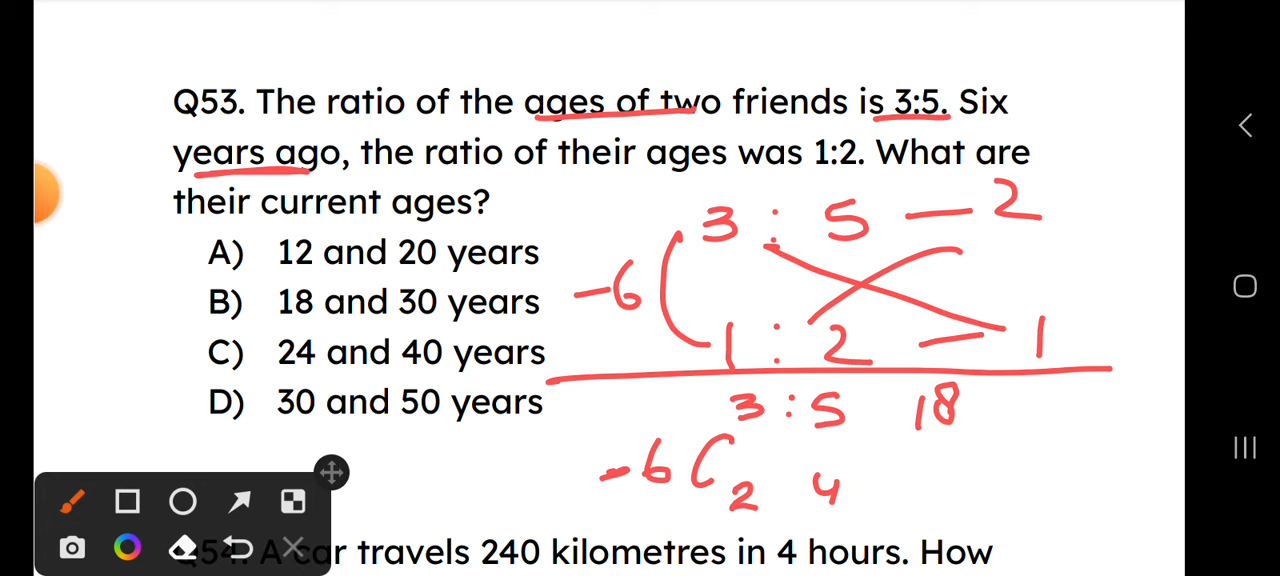 Q53. The ratio of the ages of two friends is 3:5. Six
years ago, the ratio of their ages was 1:2. What are
their current ages?
A) 12 and 20 years
B) 18 and 30 years
C) 24 and 40 years
D) 30 and 50 years
3 : 5 — 2
-6
1 : 2 — 1
3 : 5 18
-6
2 4
car travels 240 kilometres in 4 hours. How